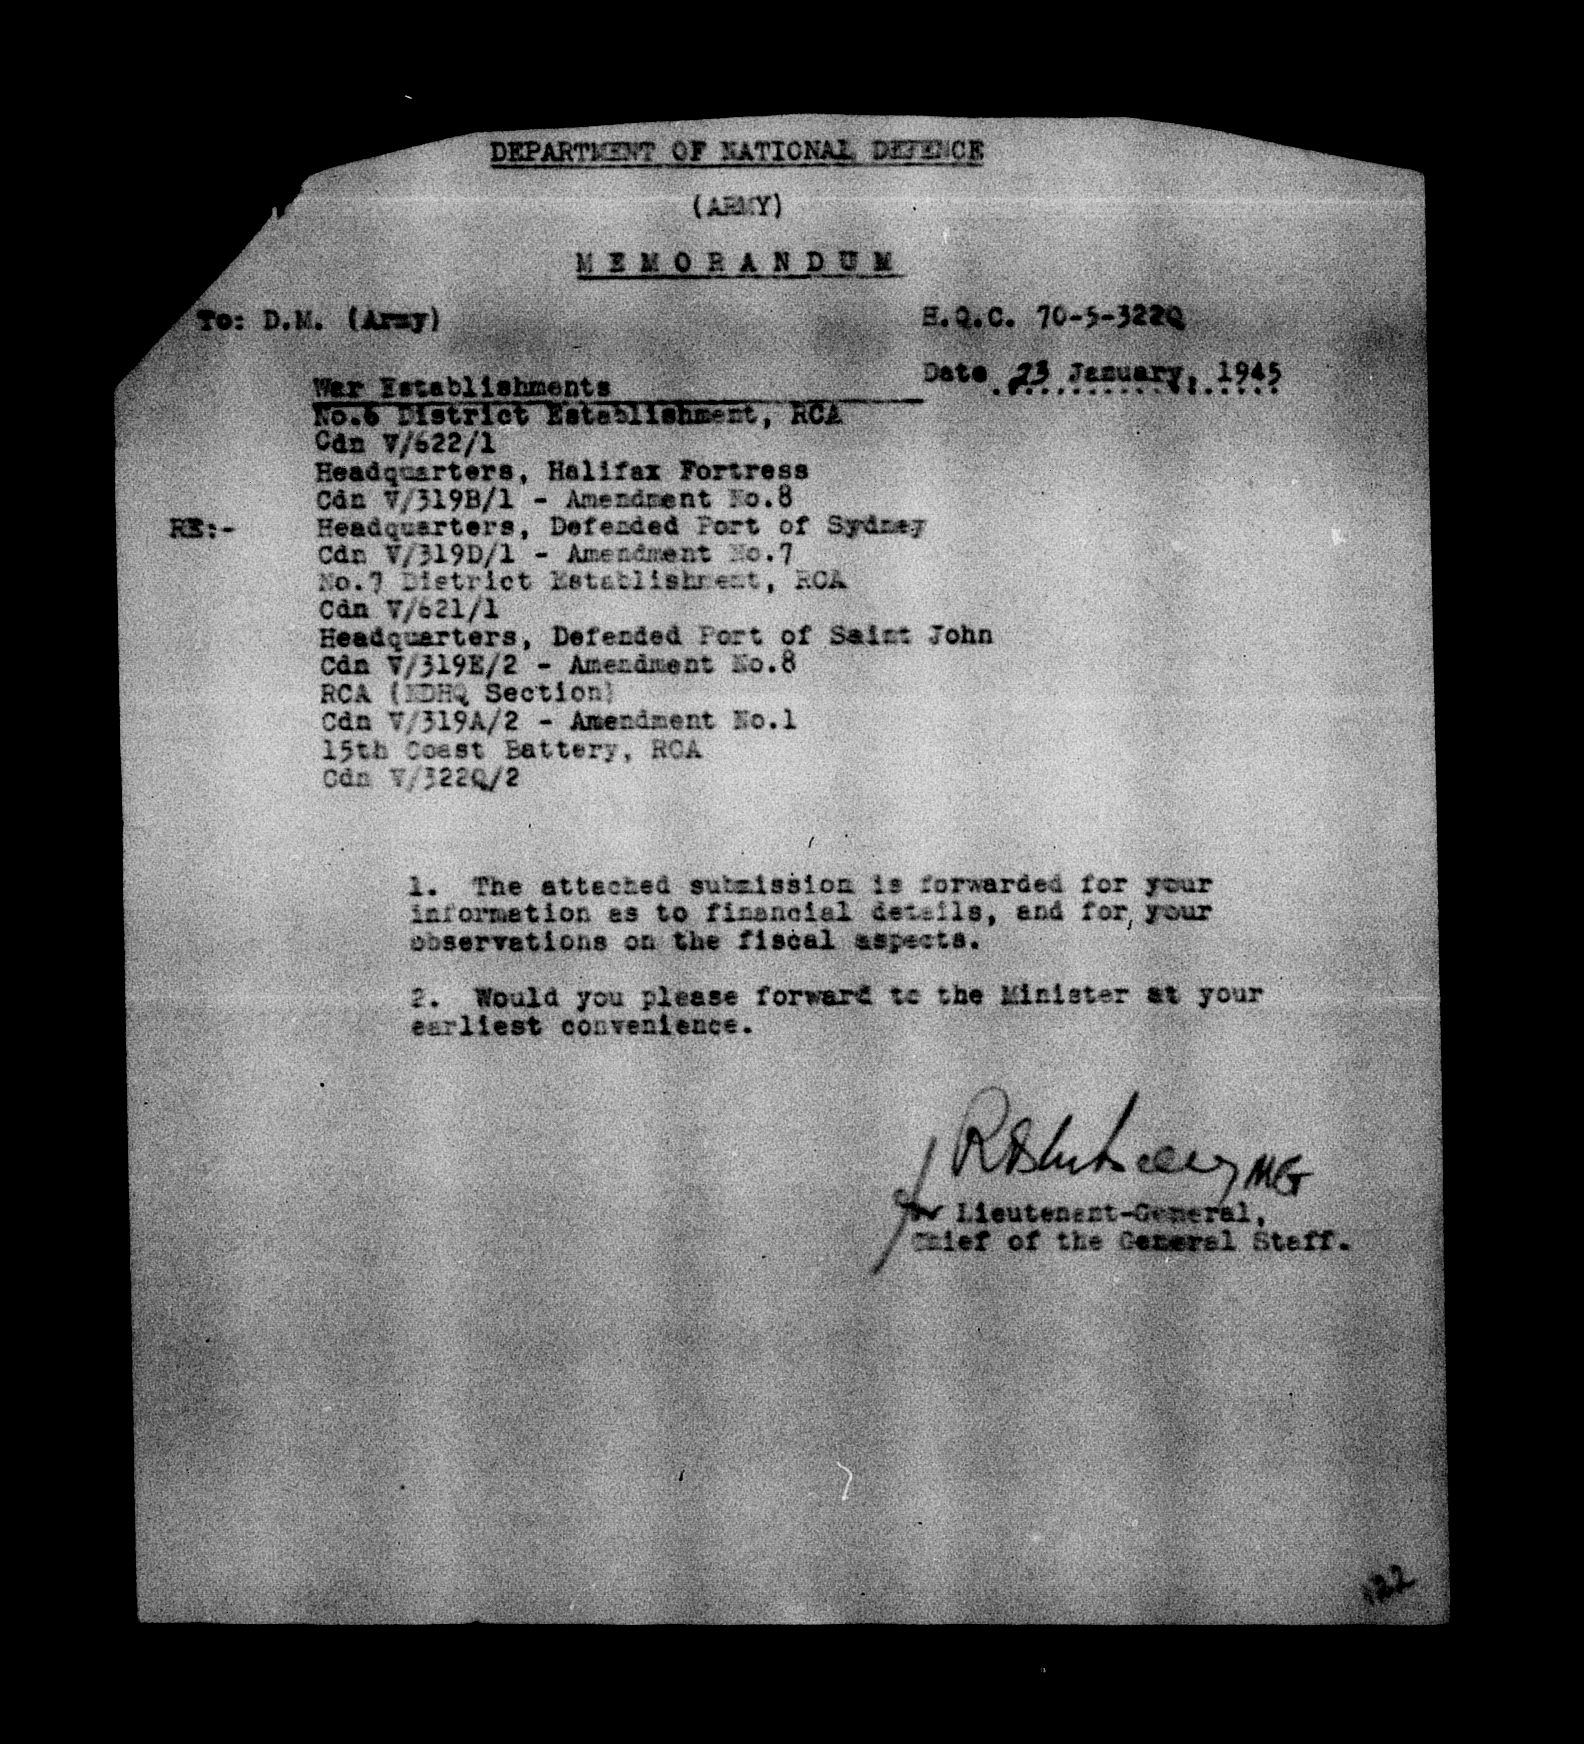 DEPARTMENT OF NATIONAL DEFENCE
(ARMY)
MEMORANDUM
To: D.M. (Army)
H.Q.C. 70-5-322Q
Date 23 January, 1945
War Establishments
No.6 District Establishment, RCA
Cdn V/622/1
Headquarters, Halifax Fortress
Cdn V/319B/1 - Amendment No.8
RE:- Headquarters, Defended Port of Sydney
Cdn V/319D/1 - Amendment No.7
No.7 District Establishment, RCA
Cdn V/621/1
Headquarters, Defended Port of Saint John
Cdn V/319E/2 - Amendment No.8
RCA (NDHQ Section)
Cdn V/319A/2 - Amendment No.1
15th Coast Battery, RCA
Cdn V/322Q/2
1. The attached submission is forwarded for your
information as to financial details, and for your
observations on the fiscal aspects.
2. Would you please forward to the Minister at your
earliest convenience.
MG
for Lieutenant-General,
Chief of the General Staff.
122